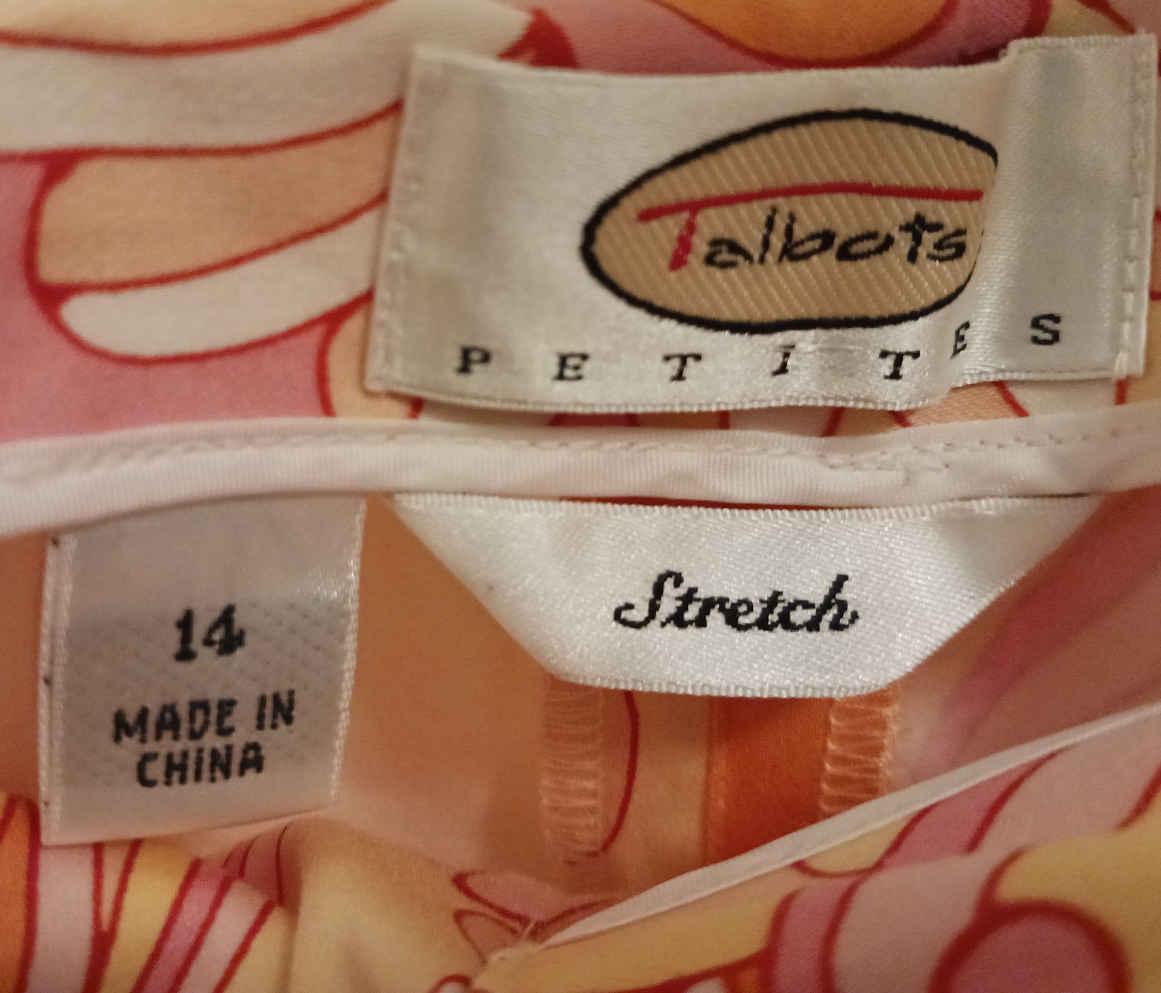 Talbots
PETITES
Stretch
14
MADE IN
CHINA